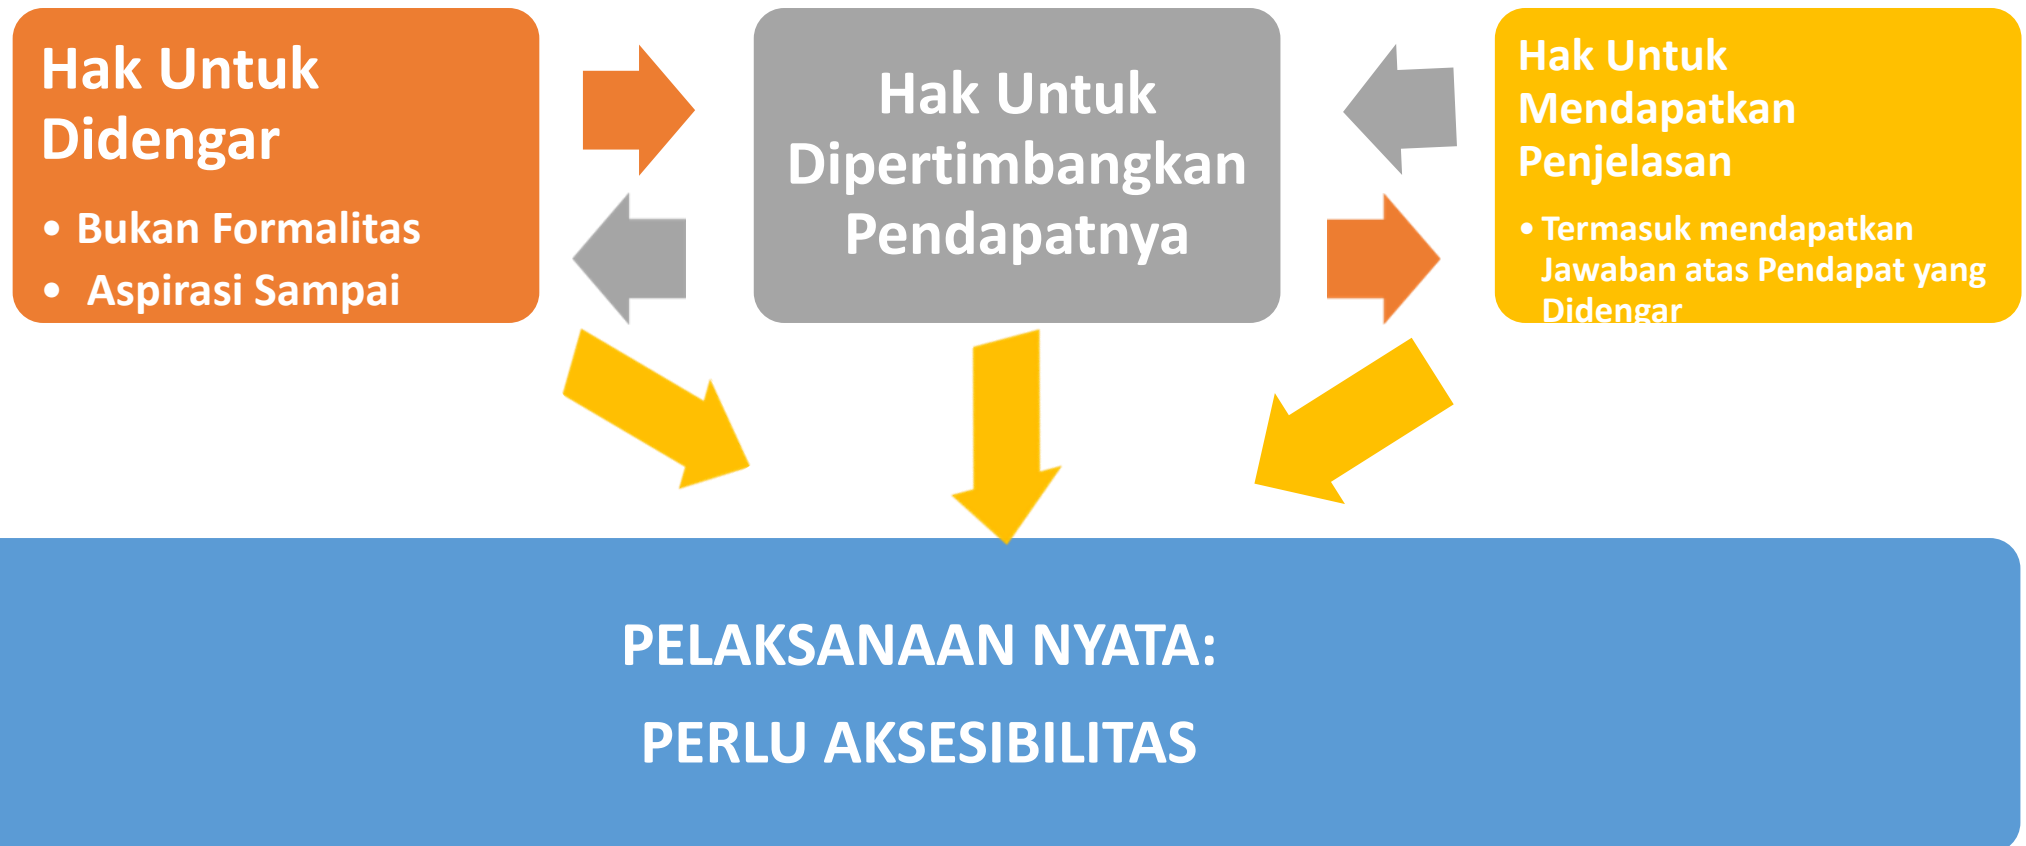 Hak Untuk
Didengar
• Bukan Formalitas
• Aspirasi Sampai
Hak Untuk
Dipertimbangkan
Pendapatnya
Hak Untuk
Mendapatkan
Penjelasan
• Termasuk mendapatkan
Jawaban atas Pendapat yang
Didengar
PELAKSANAAN NYATA:
PERLU AKSESIBILITAS